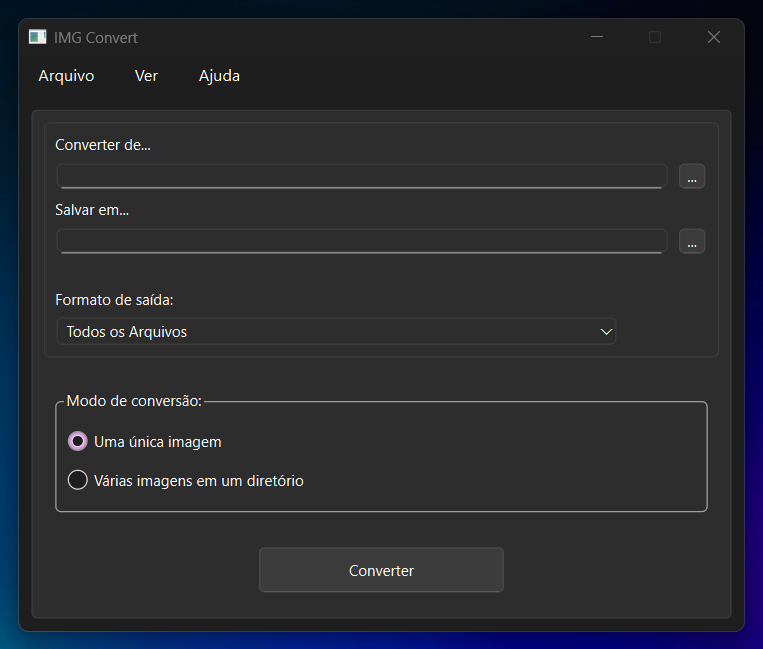 IMG Convert
Arquivo Ver Ajuda
Converter de...
...
Salvar em...
...
Formato de saída:
Todos os Arquivos
Modo de conversão:
Uma única imagem
Várias imagens em um diretório
Converter